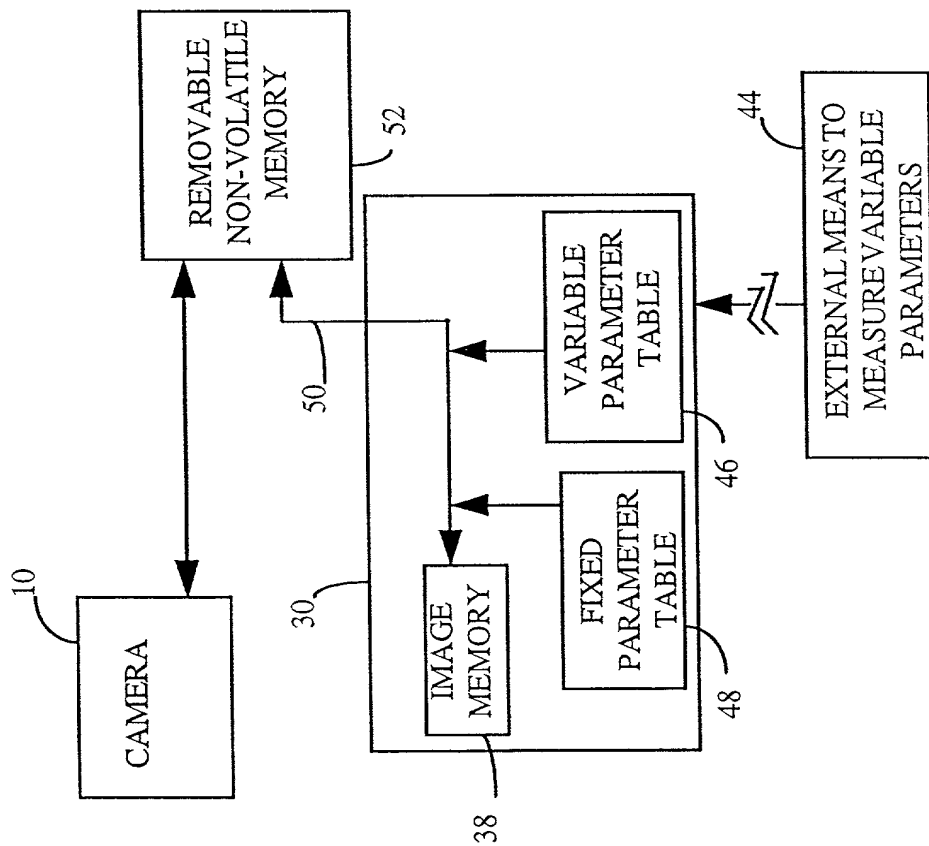 10
CAMERA
REMOVABLE
NON-VOLATILE
MEMORY
52
50
30
IMAGE
MEMORY
38
FIXED
PARAMETER
TABLE
48
VARIABLE
PARAMETER
TABLE
46
44
EXTERNAL MEANS TO
MEASURE VARIABLE
PARAMETERS